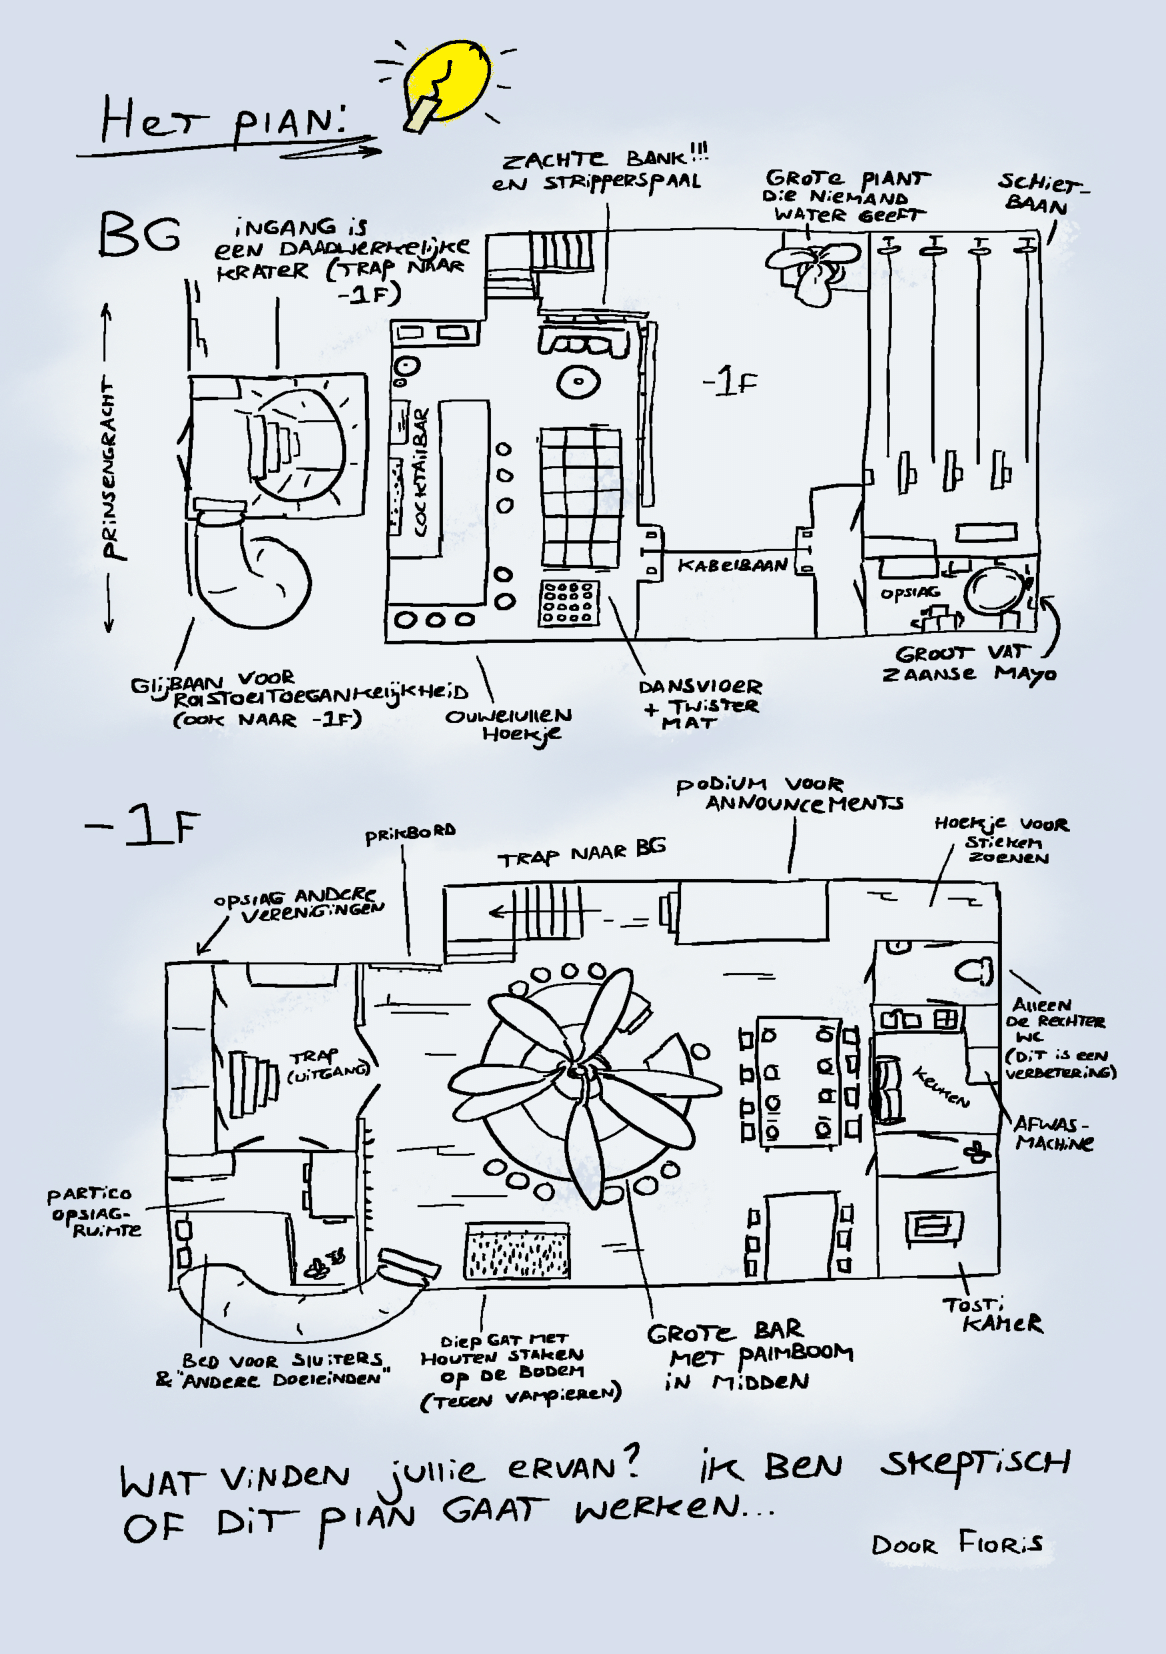 Het plan:
ZACHTE BANK!!!
en STRIPPERSPAAL
GROTE PLANT
DIE NIEMAND
WATER GEEFT
SCHIET-
BAAN
BG
INGANG IS
EEN DAADWERKELIJKE
KRATER (TRAP NAAR
-1F)
← PRINSENGRACHT →
COCKTAILBAR
-1F
KABELBAAN
OPSLAG
GROOT VAT
ZAANSE MAYO
GLIJBAAN VOOR
ROLSTOELTOEGANKELIJKHEID
(OOK NAAR -1F)
OUWELULLEN
HOEKJE
DANSVLOER
+ TWISTER
MAT
-1F
PODIUM VOOR
ANNOUNCEMENTS
PRIKBORD
TRAP NAAR BG
HOEKJE VOOR
STIEKEM
ZOENEN
OPSLAG ANDERE
VERENIGINGEN
TRAP
(UITGANG)
ALLEEN
DE RECHTER
WC
(DIT IS EEN
VERBETERING)
KEUKEN
AFWAS-
MACHINE
PARTICO
OPSLAG-
RUIMTE
TOSTI
KAMER
BED VOOR SLUITERS
& "ANDERE DOELEINDEN"
DIEP GAT MET
HOUTEN STAKEN
OP DE BODEM
(TEGEN VAMPIEREN)
GROTE BAR
MET PALMBOOM
IN MIDDEN
WAT VINDEN jullie ERVAN? IK BEN SKEPTISCH
OF DIT PLAN GAAT WERKEN...
DOOR FLORIS